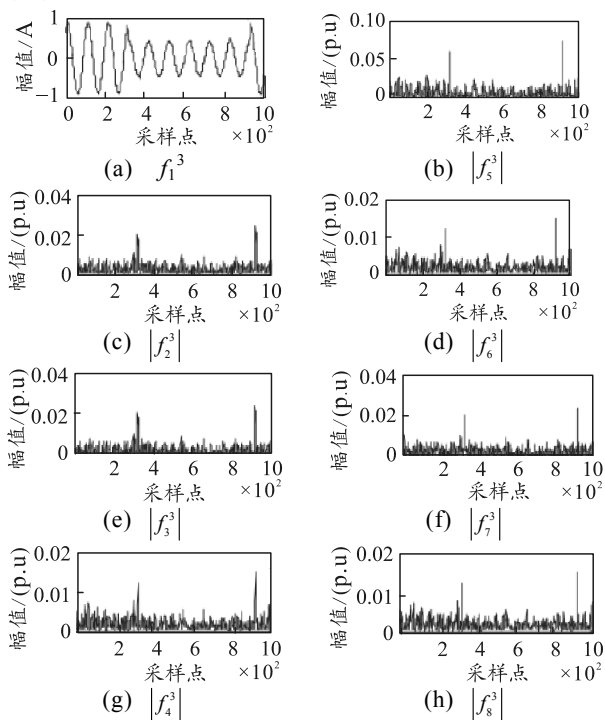 幅值/A
1
0
−1
0 2 4 6 8 10
采样点 ×10²
(a) f₁³
幅值/(p.u)
0.10
0.05
0
2 4 6 8 10
采样点 ×10²
(b) |f₅³|
幅值/(p.u)
0.04
0.02
0
2 4 6 8 10
采样点 ×10²
(c) |f₂³|
幅值/(p.u)
0.02
0.01
0
2 4 6 8 10
采样点 ×10²
(d) |f₆³|
幅值/(p.u)
0.04
0.02
0
2 4 6 8 10
采样点 ×10²
(e) |f₃³|
幅值/(p.u)
0.04
0.02
0
2 4 6 8 10
采样点 ×10²
(f) |f₇³|
幅值/(p.u)
0.02
0.01
0
2 4 6 8 10
采样点 ×10²
(g) |f₄³|
幅值/(p.u)
0.02
0.01
0
2 4 6 8 10
采样点 ×10²
(h) |f₈³|